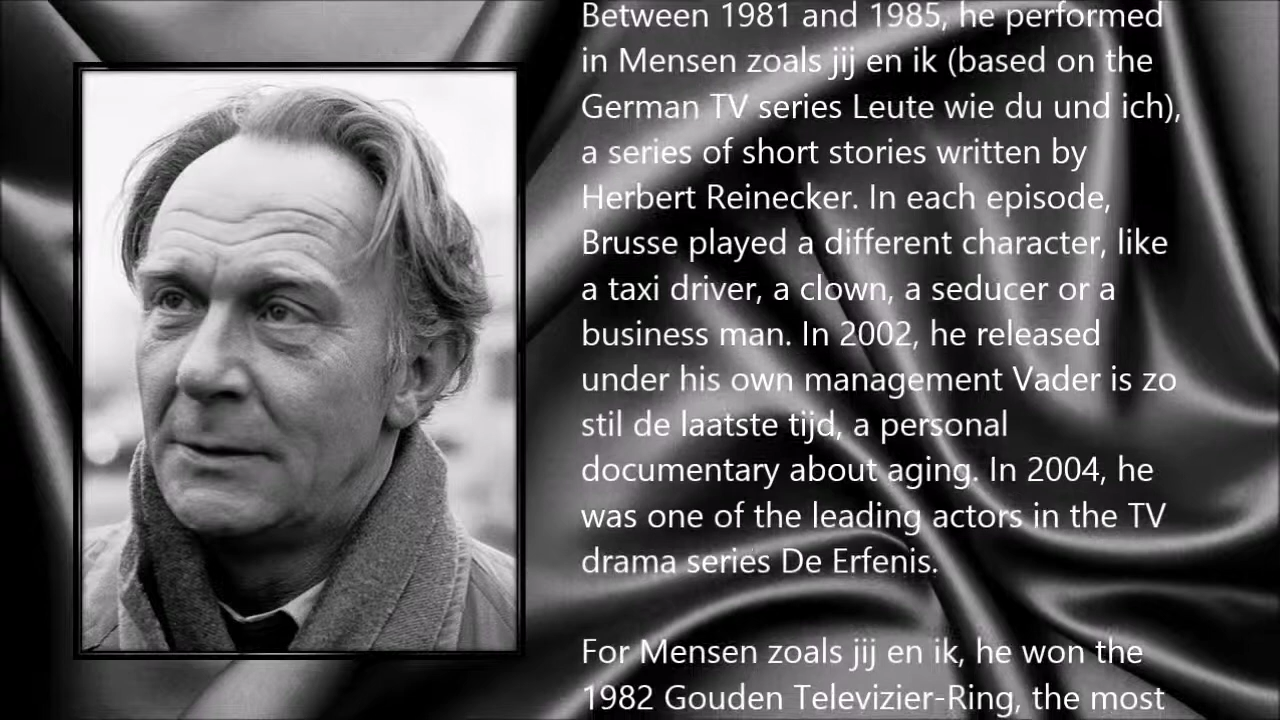 Between 1981 and 1985, he performed
in Mensen zoals jij en ik (based on the
German TV series Leute wie du und ich),
a series of short stories written by
Herbert Reinecker. In each episode,
Brusse played a different character, like
a taxi driver, a clown, a seducer or a
business man. In 2002, he released
under his own management Vader is zo
stil de laatste tijd, a personal
documentary about aging. In 2004, he
was one of the leading actors in the TV
drama series De Erfenis.
For Mensen zoals jij en ik, he won the
1982 Gouden Televizier-Ring, the most